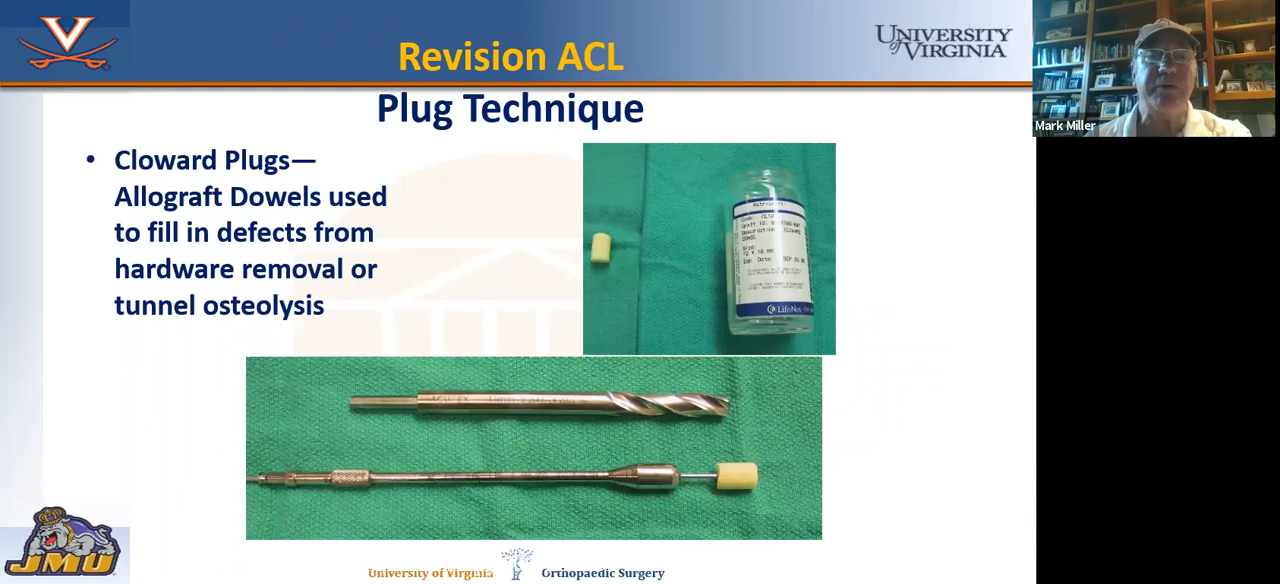 UNIVERSITY
of VIRGINIA
Revision ACL
Plug Technique
Mark Miller
• Cloward Plugs—
Allograft Dowels used
to fill in defects from
hardware removal or
tunnel osteolysis
LifeNet
ACUFEX
JMU
University of Virginia Orthopaedic Surgery